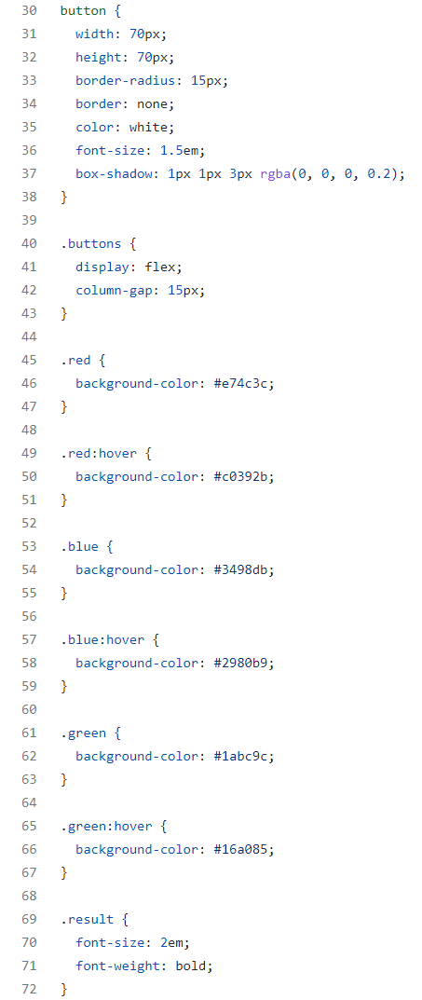 30 button {
31   width: 70px;
32   height: 70px;
33   border-radius: 15px;
34   border: none;
35   color: white;
36   font-size: 1.5em;
37   box-shadow: 1px 1px 3px rgba(0, 0, 0, 0.2);
38 }
39
40 .buttons {
41   display: flex;
42   column-gap: 15px;
43 }
44
45 .red {
46   background-color: #e74c3c;
47 }
48
49 .red:hover {
50   background-color: #c0392b;
51 }
52
53 .blue {
54   background-color: #3498db;
55 }
56
57 .blue:hover {
58   background-color: #2980b9;
59 }
60
61 .green {
62   background-color: #1abc9c;
63 }
64
65 .green:hover {
66   background-color: #16a085;
67 }
68
69 .result {
70   font-size: 2em;
71   font-weight: bold;
72 }